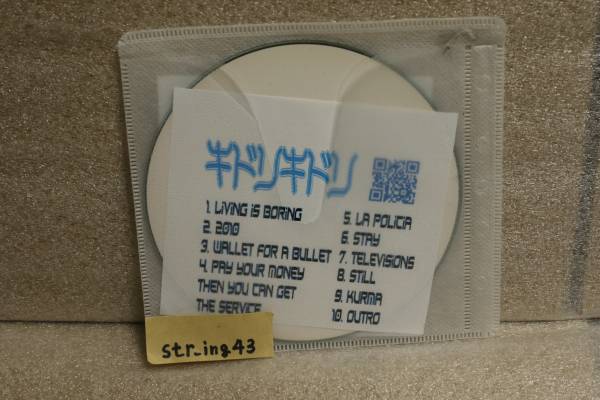 キドリキドリ
1. LIVING IS BORING
2. 2010
3. WALLET FOR A BULLET
4. PAY YOUR MONEY
THEN YOU CAN GET
THE SERVICE
5. LA POLICIA
6. STAY
7. TELEVISIONS
8. STILL
9. KURMA
10. OUTRO
str_ing43